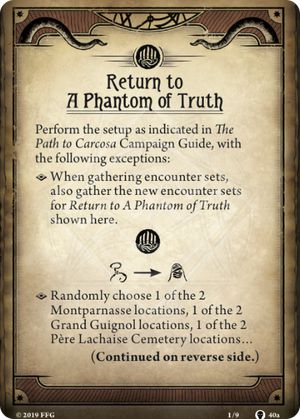 Return to
A Phantom of Truth
Perform the setup as indicated in The
Path to Carcosa Campaign Guide, with
the following exceptions:
When gathering encounter sets,
also gather the new encounter sets
for Return to A Phantom of Truth
shown here.
Randomly choose 1 of the 2
Montparnasse locations, 1 of the 2
Grand Guignol locations, 1 of the 2
Père Lachaise Cemetery locations…
(Continued on reverse side.)
© 2019 FFG 1/9 40a